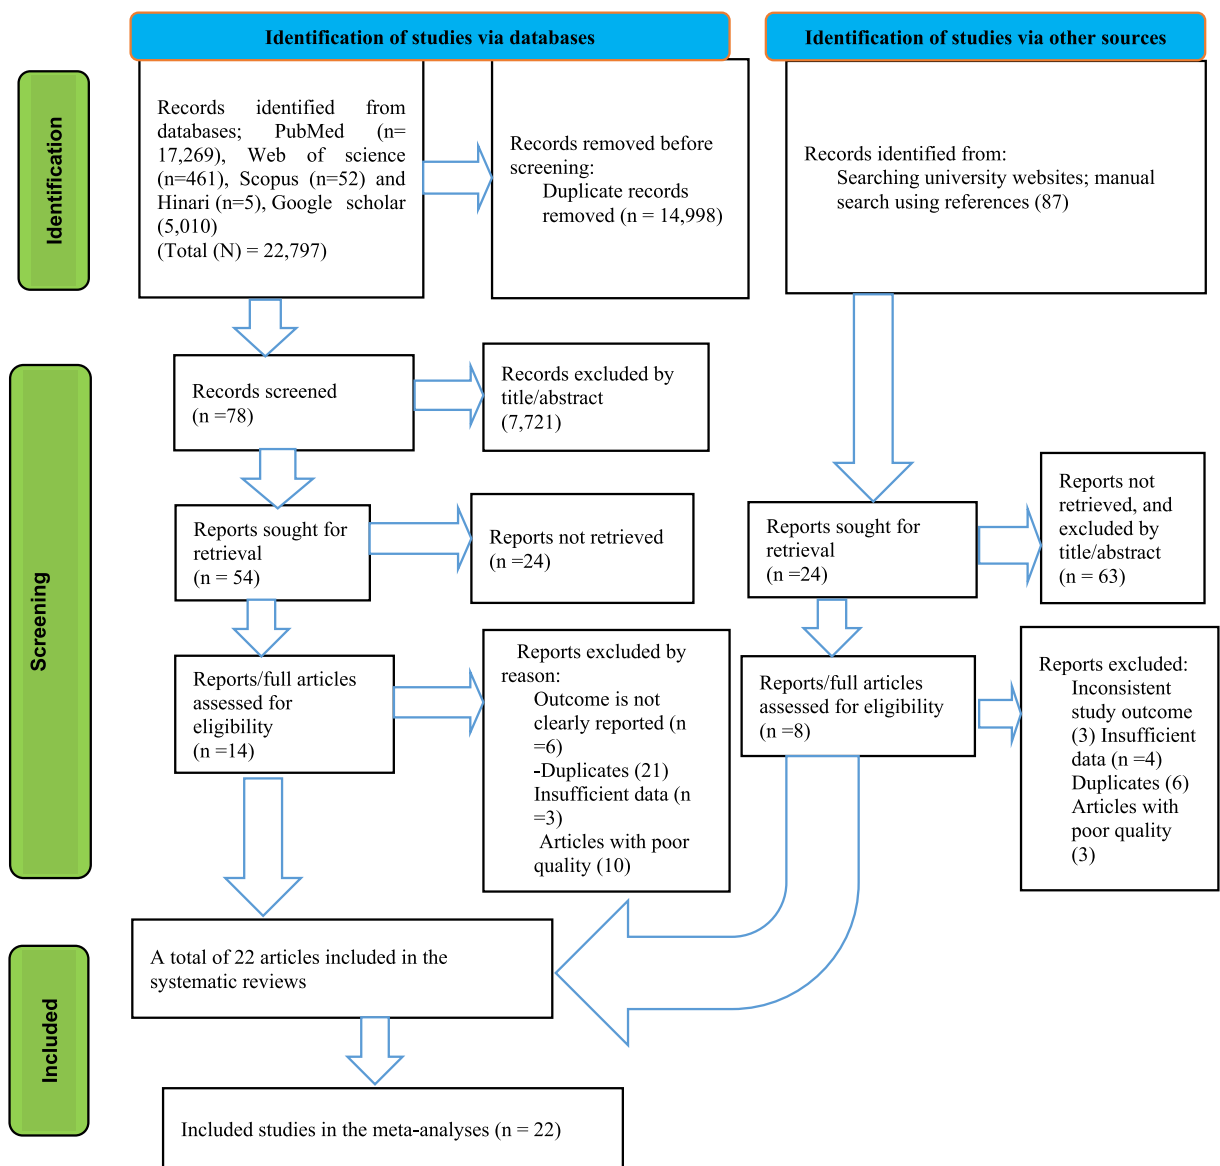 Identification of studies via databases
Identification of studies via other sources
Identification
Records identified from
databases; PubMed (n=
17,269), Web of science
(n=461), Scopus (n=52) and
Hinari (n=5), Google scholar
(5,010)
(Total (N) = 22,797)
Records removed before
screening:
Duplicate records
removed (n = 14,998)
Records identified from:
Searching university websites; manual
search using references (87)
Screening
Records screened
(n =78)
Records excluded by
title/abstract
(7,721)
Reports sought for
retrieval
(n = 54)
Reports not retrieved
(n =24)
Reports sought for
retrieval
(n =24)
Reports not
retrieved, and
excluded by
title/abstract
(n = 63)
Reports/full articles
assessed for
eligibility
(n =14)
Reports excluded by
reason:
Outcome is not
clearly reported (n
=6)
-Duplicates (21)
Insufficient data (n
=3)
Articles with poor
quality (10)
Reports/full articles
assessed for eligibility
(n =8)
Reports excluded:
Inconsistent
study outcome
(3) Insufficient
data (n =4)
Duplicates (6)
Articles with
poor quality
(3)
Included
A total of 22 articles included in the
systematic reviews
Included studies in the meta-analyses (n = 22)